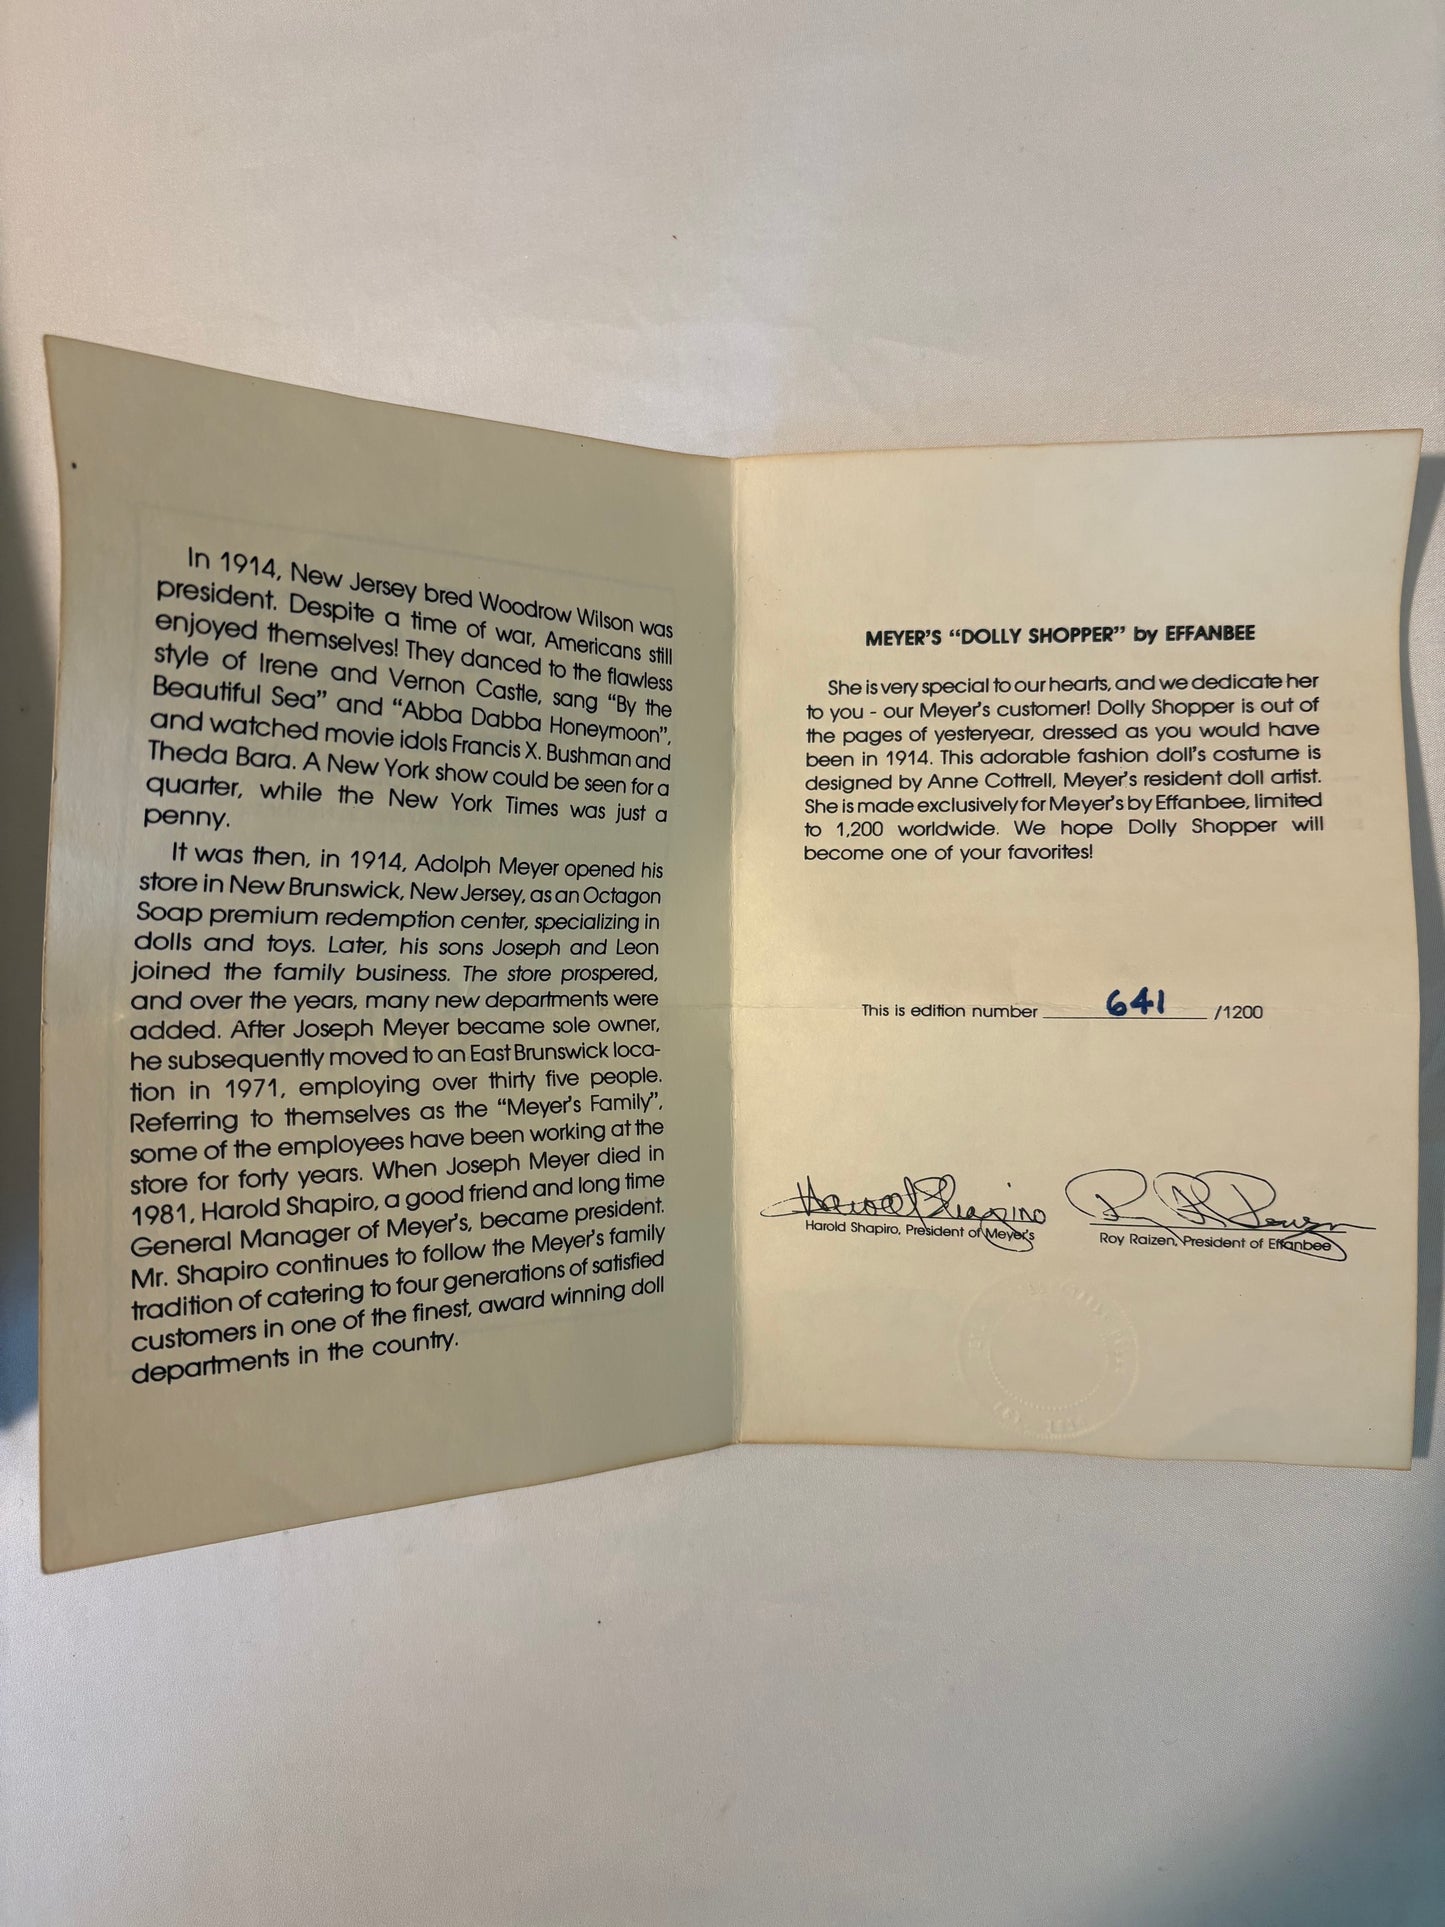 In 1914, New Jersey bred Woodrow Wilson was
president. Despite a time of war, Americans still
enjoyed themselves! They danced to the flawless
style of Irene and Vernon Castle, sang “By the
Beautiful Sea” and “Abba Dabba Honeymoon”,
and watched movie idols Francis X. Bushman and
Theda Bara. A New York show could be seen for a
quarter, while the New York Times was just a
penny.
It was then, in 1914, Adolph Meyer opened his
store in New Brunswick, New Jersey, as an Octagon
Soap premium redemption center, specializing in
dolls and toys. Later, his sons Joseph and Leon
joined the family business. The store prospered,
and over the years, many new departments were
added. After Joseph Meyer became sole owner,
he subsequently moved to an East Brunswick loca-
tion in 1971, employing over thirty five people.
Referring to themselves as the “Meyer's Family”,
some of the employees have been working at the
store for forty years. When Joseph Meyer died in
1981, Harold Shapiro, a good friend and long time
General Manager of Meyer's, became president.
Mr. Shapiro continues to follow the Meyer's family
tradition of catering to four generations of satisfied
customers in one of the finest, award winning doll
departments in the country.
MEYER'S “DOLLY SHOPPER” by EFFANBEE
She is very special to our hearts, and we dedicate her
to you - our Meyer's customer! Dolly Shopper is out of
the pages of yesteryear, dressed as you would have
been in 1914. This adorable fashion doll's costume is
designed by Anne Cottrell, Meyer's resident doll artist.
She is made exclusively for Meyer's by Effanbee, limited
to 1,200 worldwide. We hope Dolly Shopper will
become one of your favorites!
This is edition number 641 /1200
Harold Shapiro
Harold Shapiro, President of Meyer's
Roy Raizen, President of Effanbee